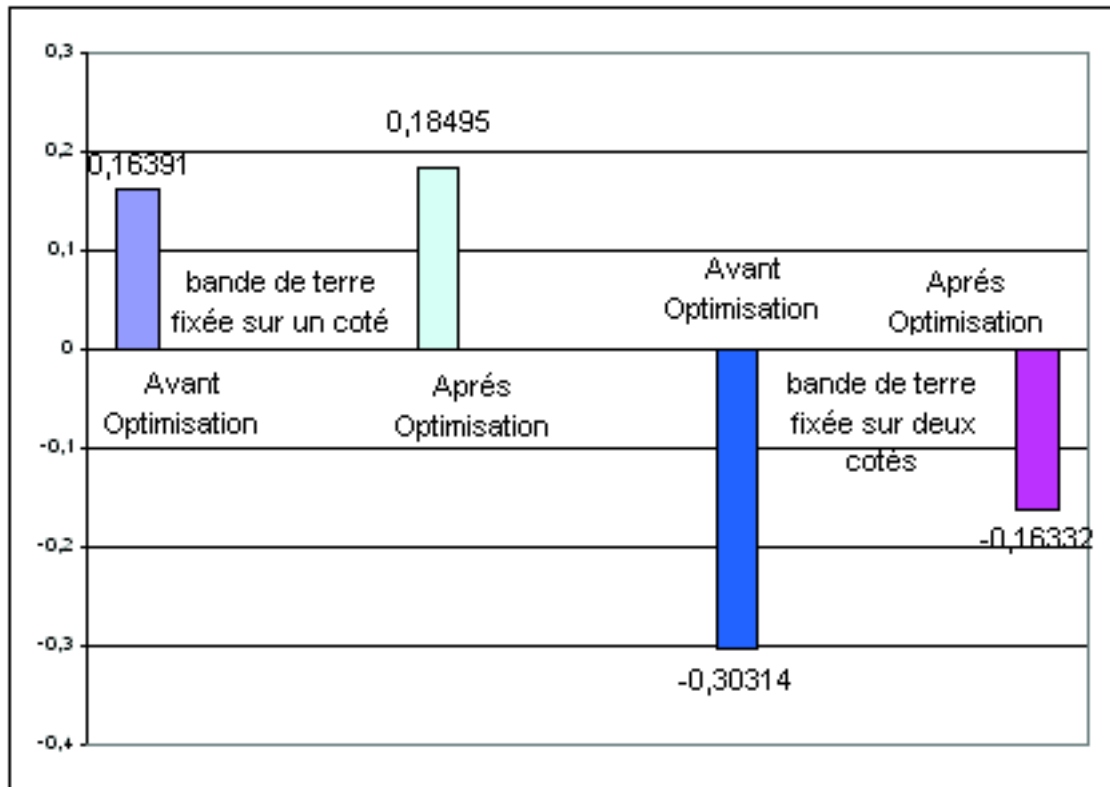 0,3
0,2
0,1
0
-0,1
-0,2
-0,3
-0,4
0,16391
0,18495
bande de terre
fixée sur un coté
Avant
Optimisation
Aprés
Optimisation
Avant
Optimisation
Aprés
Optimisation
bande de terre
fixée sur deux
cotés
-0,30314
-0,16332